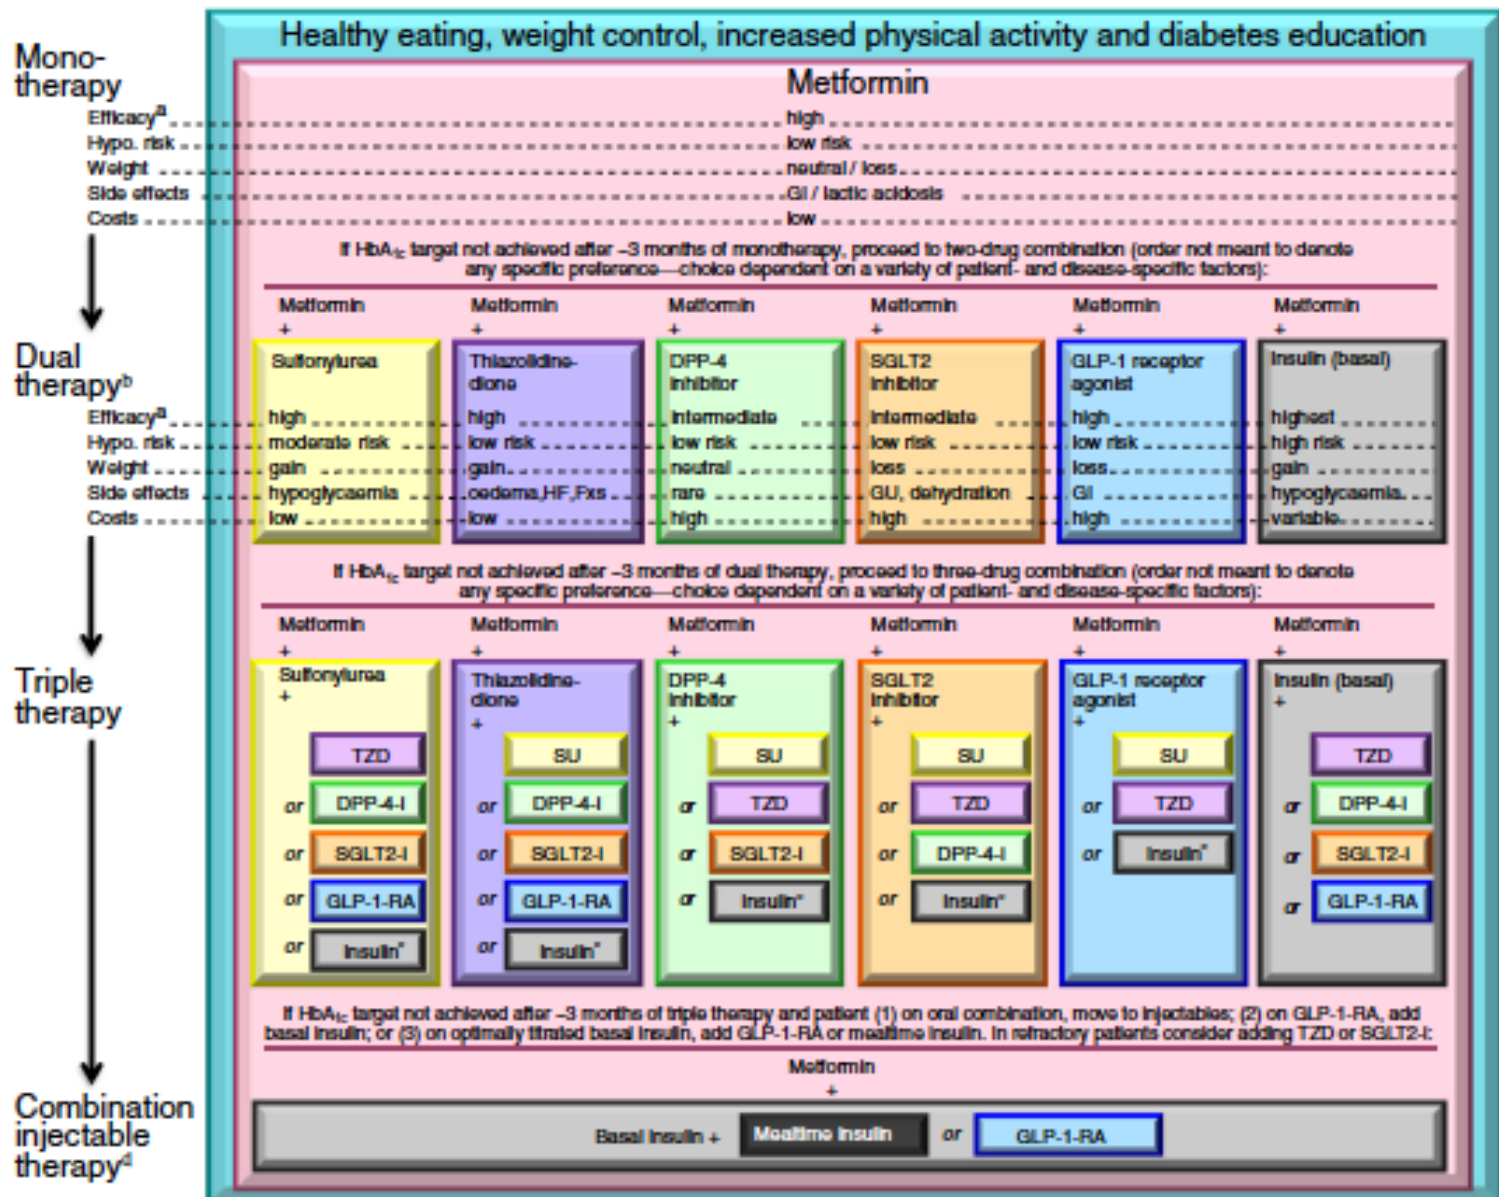 Healthy eating, weight control, increased physical activity and diabetes education
Mono-
therapy
Metformin
Efficacya high
Hypo. risk low risk
Weight neutral / loss
Side effects GI / lactic acidosis
Costs low
If HbA1c target not achieved after ~3 months of monotherapy, proceed to two-drug combination (order not meant to denote
any specific preference—choice dependent on a variety of patient- and disease-specific factors):
Metformin Metformin Metformin Metformin Metformin Metformin
+ + + + + +
Dual
therapyb
Sulfonylurea Thiazolidine- DPP-4 SGLT2 GLP-1 receptor Insulin (basal)
dione inhibitor inhibitor agonist
Efficacya high high intermediate intermediate high highest
Hypo. risk moderate risk low risk low risk low risk low risk high risk
Weight gain gain neutral loss loss gain
Side effects hypoglycaemia oedema,HF,Fxs rare GU, dehydration GI hypoglycaemia
Costs low low high high high variable
If HbA1c target not achieved after ~3 months of dual therapy, proceed to three-drug combination (order not meant to denote
any specific preference—choice dependent on a variety of patient- and disease-specific factors):
Metformin Metformin Metformin Metformin Metformin Metformin
+ + + + + +
Triple
therapy
Sulfonylurea Thiazolidine- DPP-4 SGLT2 GLP-1 receptor Insulin (basal)
+ dione inhibitor inhibitor agonist +
+ + + +
TZD SU SU SU SU TZD
or DPP-4-i or DPP-4-i or TZD or TZD or TZD or DPP-4-i
or SGLT2-i or SGLT2-i or SGLT2-i or DPP-4-i or Insulin or SGLT2-i
or GLP-1-RA or GLP-1-RA or Insulin or Insulin or GLP-1-RA
or Insulin or Insulin
If HbA1c target not achieved after ~3 months of triple therapy and patient (1) on oral combination, move to injectables; (2) on GLP-1-RA, add
basal insulin; or (3) on optimally titrated basal insulin, add GLP-1-RA or mealtime insulin. In refractory patients consider adding TZD or SGLT2-i:
Metformin
+
Combination
injectable
therapyd
Basal insulin + Mealtime insulin or GLP-1-RA